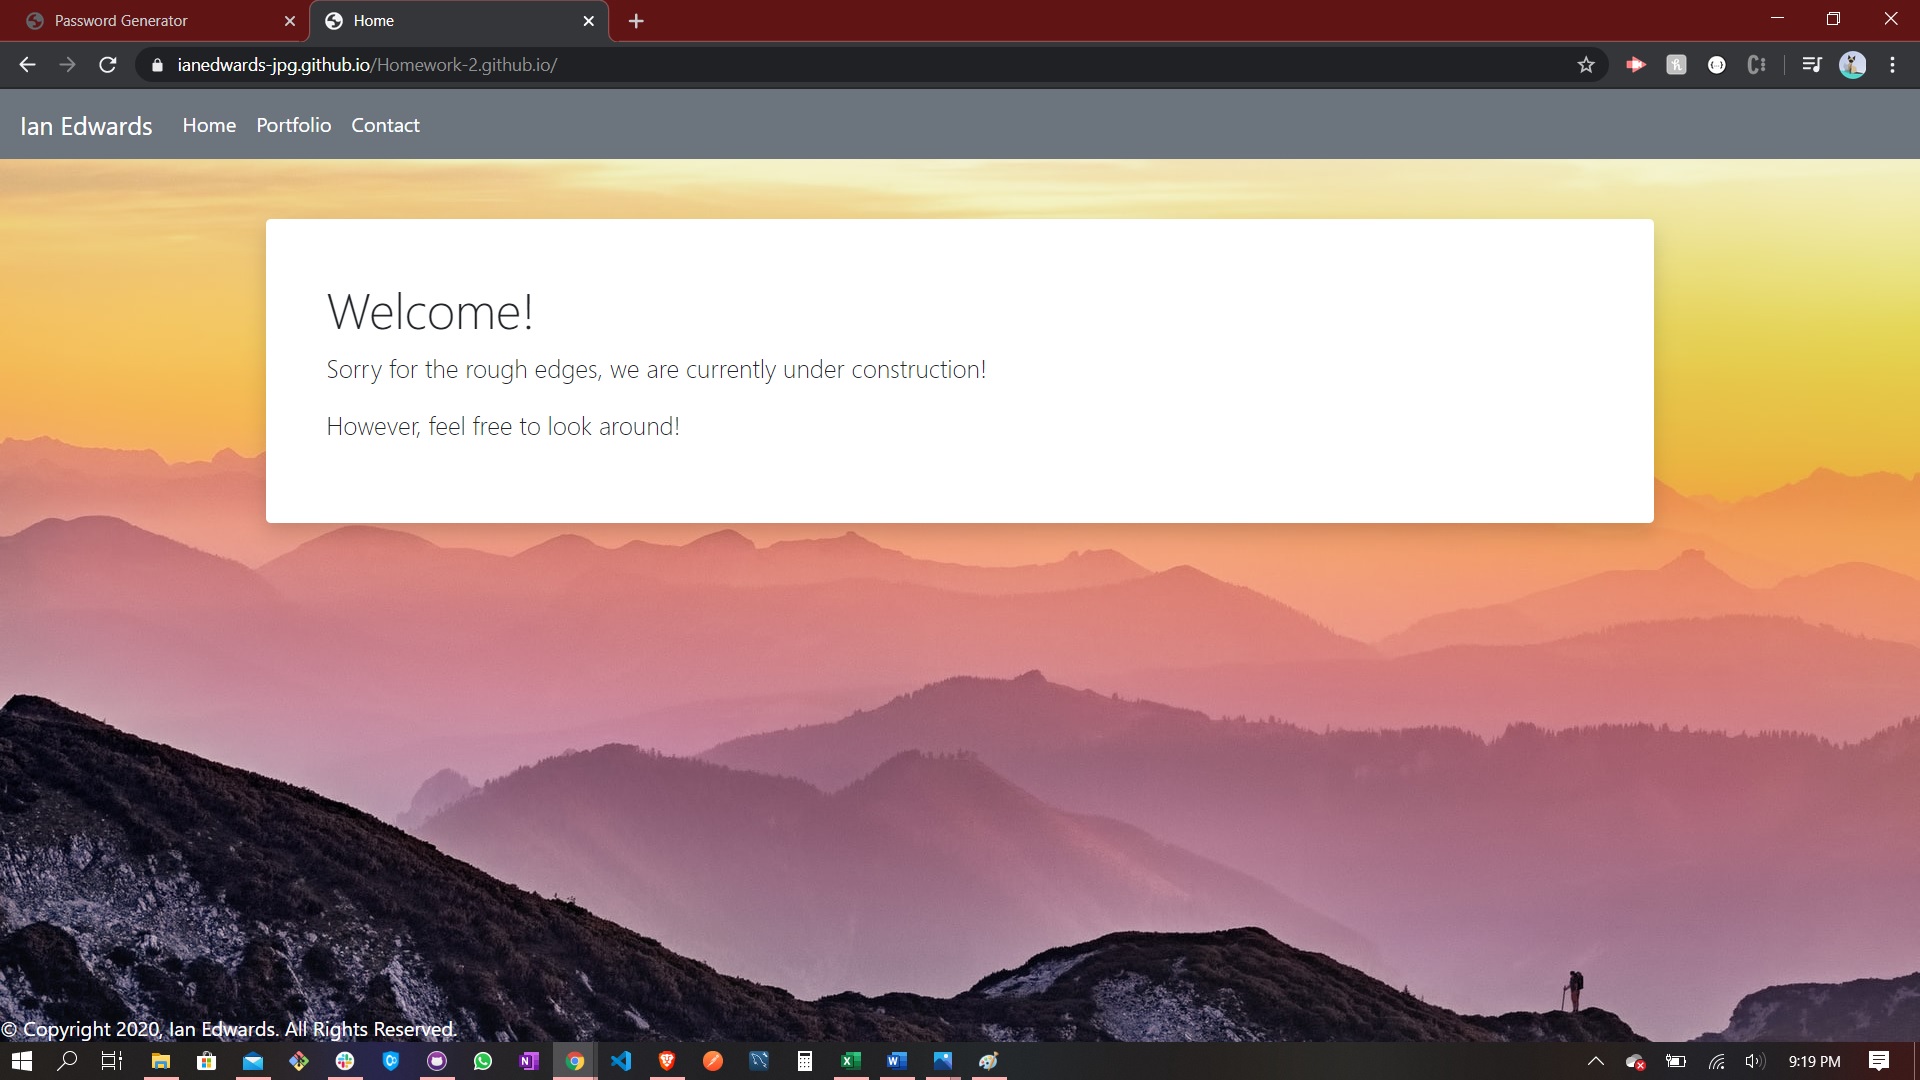 Password Generator
Home
ianedwards-jpg.github.io/Homework-2.github.io/
Ian Edwards
Home
Portfolio
Contact
Welcome!
Sorry for the rough edges, we are currently under construction!
However, feel free to look around!
© Copyright 2020, Ian Edwards. All Rights Reserved.
9:19 PM